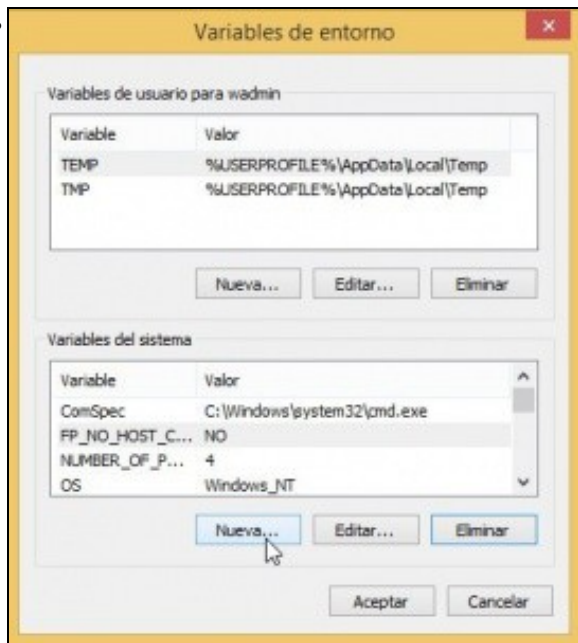 Variables de entorno
Variables de usuario para wadmin
Variable Valor
TEMP %USERPROFILE%\AppData\Local\Temp
TMP %USERPROFILE%\AppData\Local\Temp
Nueva... Editar... Eliminar
Variables del sistema
Variable Valor
ComSpec C:\Windows\system32\cmd.exe
FP_NO_HOST_C... NO
NUMBER_OF_P... 4
OS Windows_NT
Nueva... Editar... Eliminar
Aceptar Cancelar